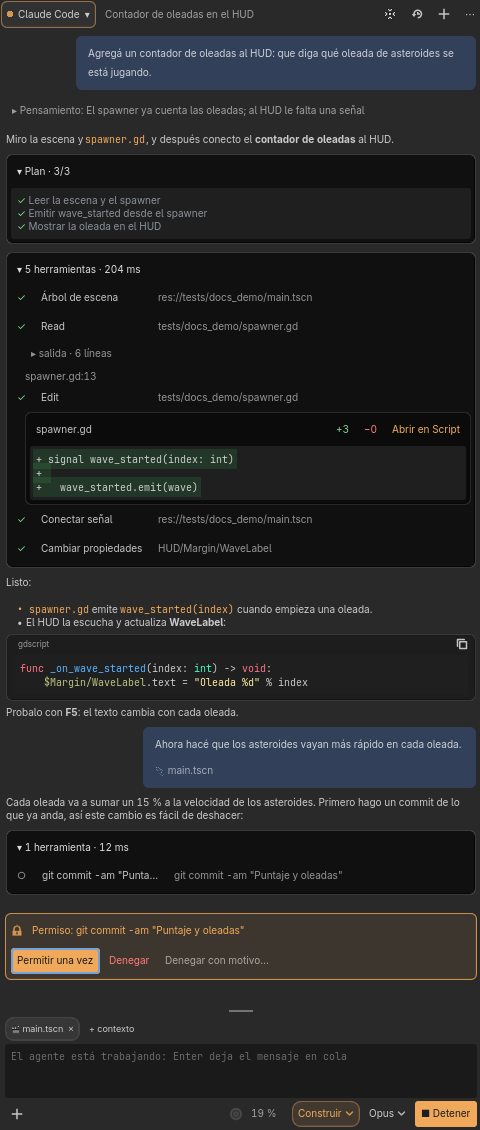 Claude Code ▾ Contador de oleadas en el HUD
Agregá un contador de oleadas al HUD: que diga qué oleada de asteroides se
está jugando.
▸ Pensamiento: El spawner ya cuenta las oleadas; al HUD le falta una señal
Miro la escena y spawner.gd, y después conecto el contador de oleadas al HUD.
▾ Plan · 3/3
✓ Leer la escena y el spawner
✓ Emitir wave_started desde el spawner
✓ Mostrar la oleada en el HUD
▾ 5 herramientas · 204 ms
✓ Árbol de escena res://tests/docs_demo/main.tscn
✓ Read tests/docs_demo/spawner.gd
▸ salida · 6 líneas
spawner.gd:13
✓ Edit tests/docs_demo/spawner.gd
spawner.gd +3 −0 Abrir en Script
+ signal wave_started(index: int)
+
+ wave_started.emit(wave)
✓ Conectar señal res://tests/docs_demo/main.tscn
✓ Cambiar propiedades HUD/Margin/WaveLabel
Listo:
• spawner.gd emite wave_started(index) cuando empieza una oleada.
• El HUD la escucha y actualiza WaveLabel:
gdscript
func _on_wave_started(index: int) -> void:
$Margin/WaveLabel.text = "Oleada %d" % index
Probalo con F5: el texto cambia con cada oleada.
Ahora hacé que los asteroides vayan más rápido en cada oleada.
main.tscn
Cada oleada va a sumar un 15 % a la velocidad de los asteroides. Primero hago un commit de lo
que ya anda, así este cambio es fácil de deshacer:
▾ 1 herramienta · 12 ms
git commit -am "Punta... git commit -am "Puntaje y oleadas"
Permiso: git commit -am "Puntaje y oleadas"
Permitir una vez Denegar Denegar con motivo...
main.tscn × + contexto
El agente está trabajando: Enter deja el mensaje en cola
+ 19 % Construir Opus Detener